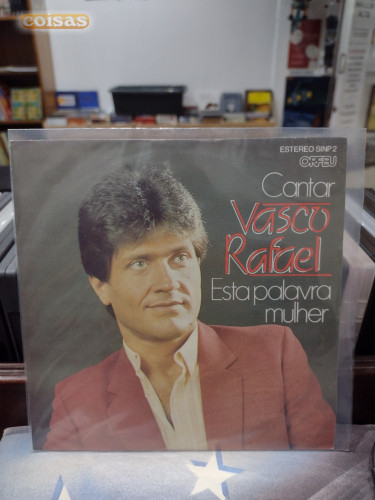 coisas
ESTEREO SINP 2
ORFEU
Cantar
Vasco
Rafael
Esta palavra
mulher